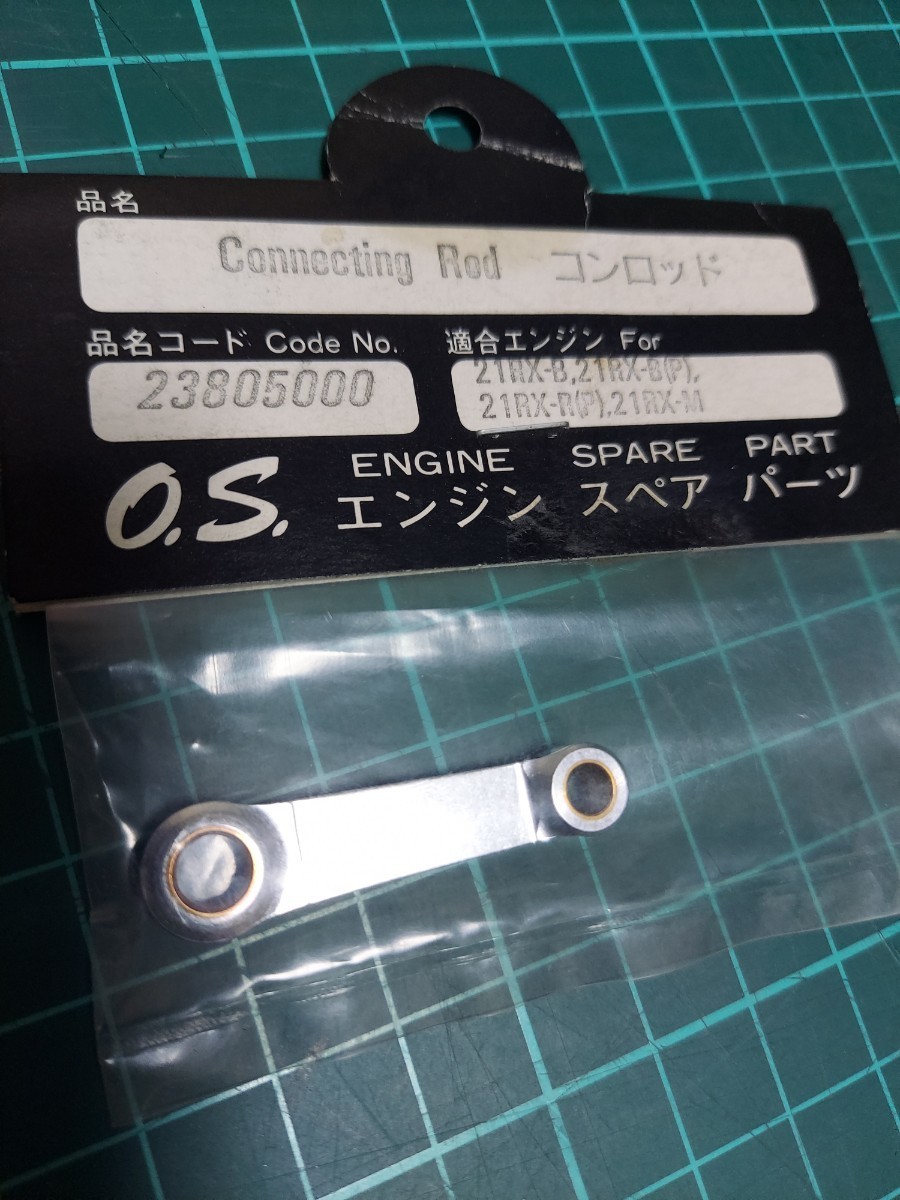 品名
Connecting Rod コンロッド
品名コード Code No.
23805000
適合エンジン For
21RX-B,21RX-B(P),
21RX-R(P),21RX-M
O.S.
ENGINE SPARE PART
エンジン スペア パーツ